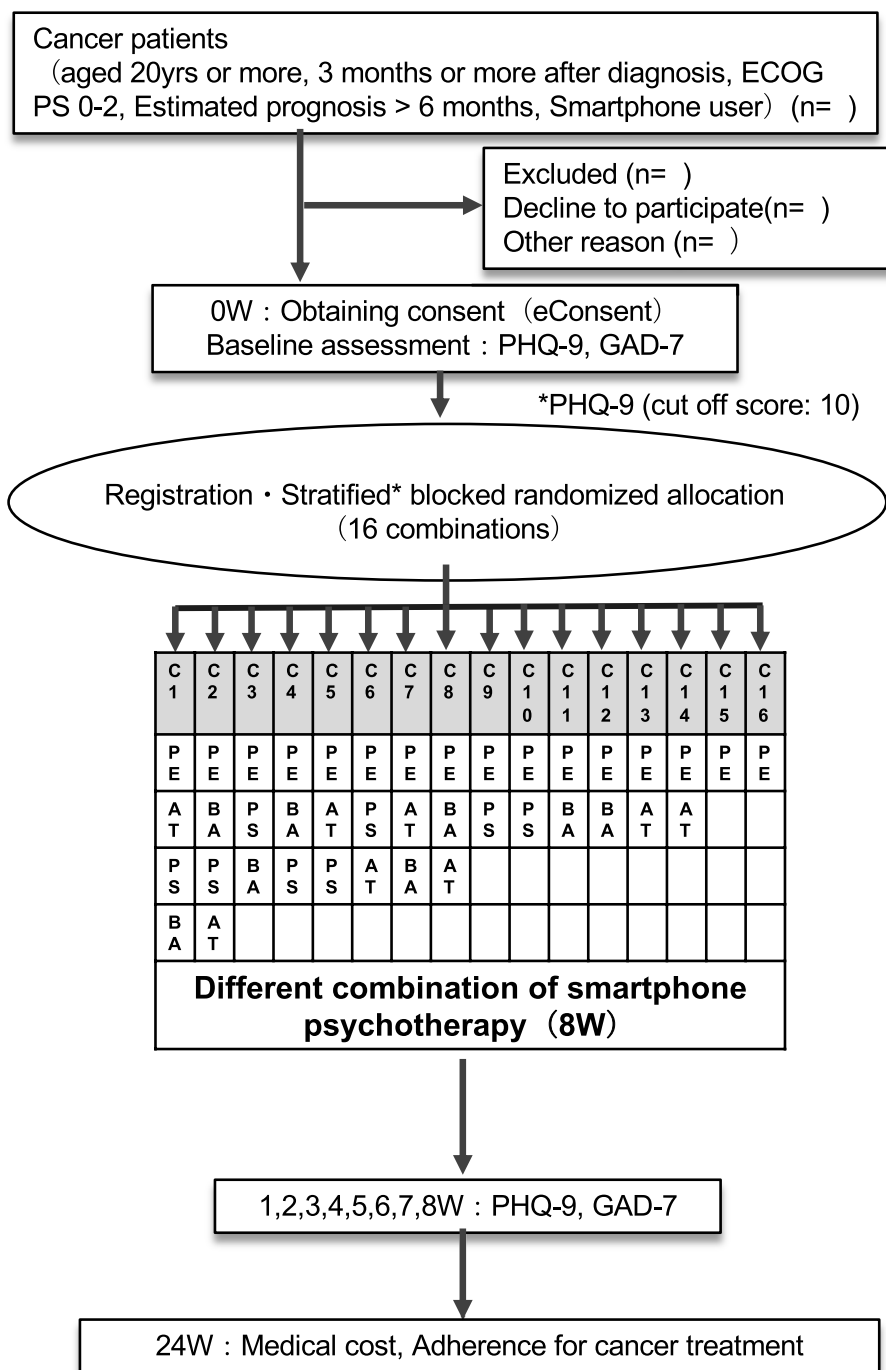 Cancer patients
（aged 20yrs or more, 3 months or more after diagnosis, ECOG
PS 0-2, Estimated prognosis > 6 months, Smartphone user）(n=  )
Excluded (n=  )
Decline to participate(n=  )
Other reason (n=  )
0W：Obtaining consent（eConsent）
Baseline assessment：PHQ-9, GAD-7
*PHQ-9 (cut off score: 10)
Registration・Stratified* blocked randomized allocation
（16 combinations）
C1 C2 C3 C4 C5 C6 C7 C8 C9 C10 C11 C12 C13 C14 C15 C16
PE PE PE PE PE PE PE PE PE PE PE PE PE PE PE PE
AT BA PS BA AT PS AT BA PS PS BA BA AT AT
PS PS BA PS PS AT BA AT
BA AT
Different combination of smartphone
psychotherapy（8W）
1,2,3,4,5,6,7,8W：PHQ-9, GAD-7
24W：Medical cost, Adherence for cancer treatment